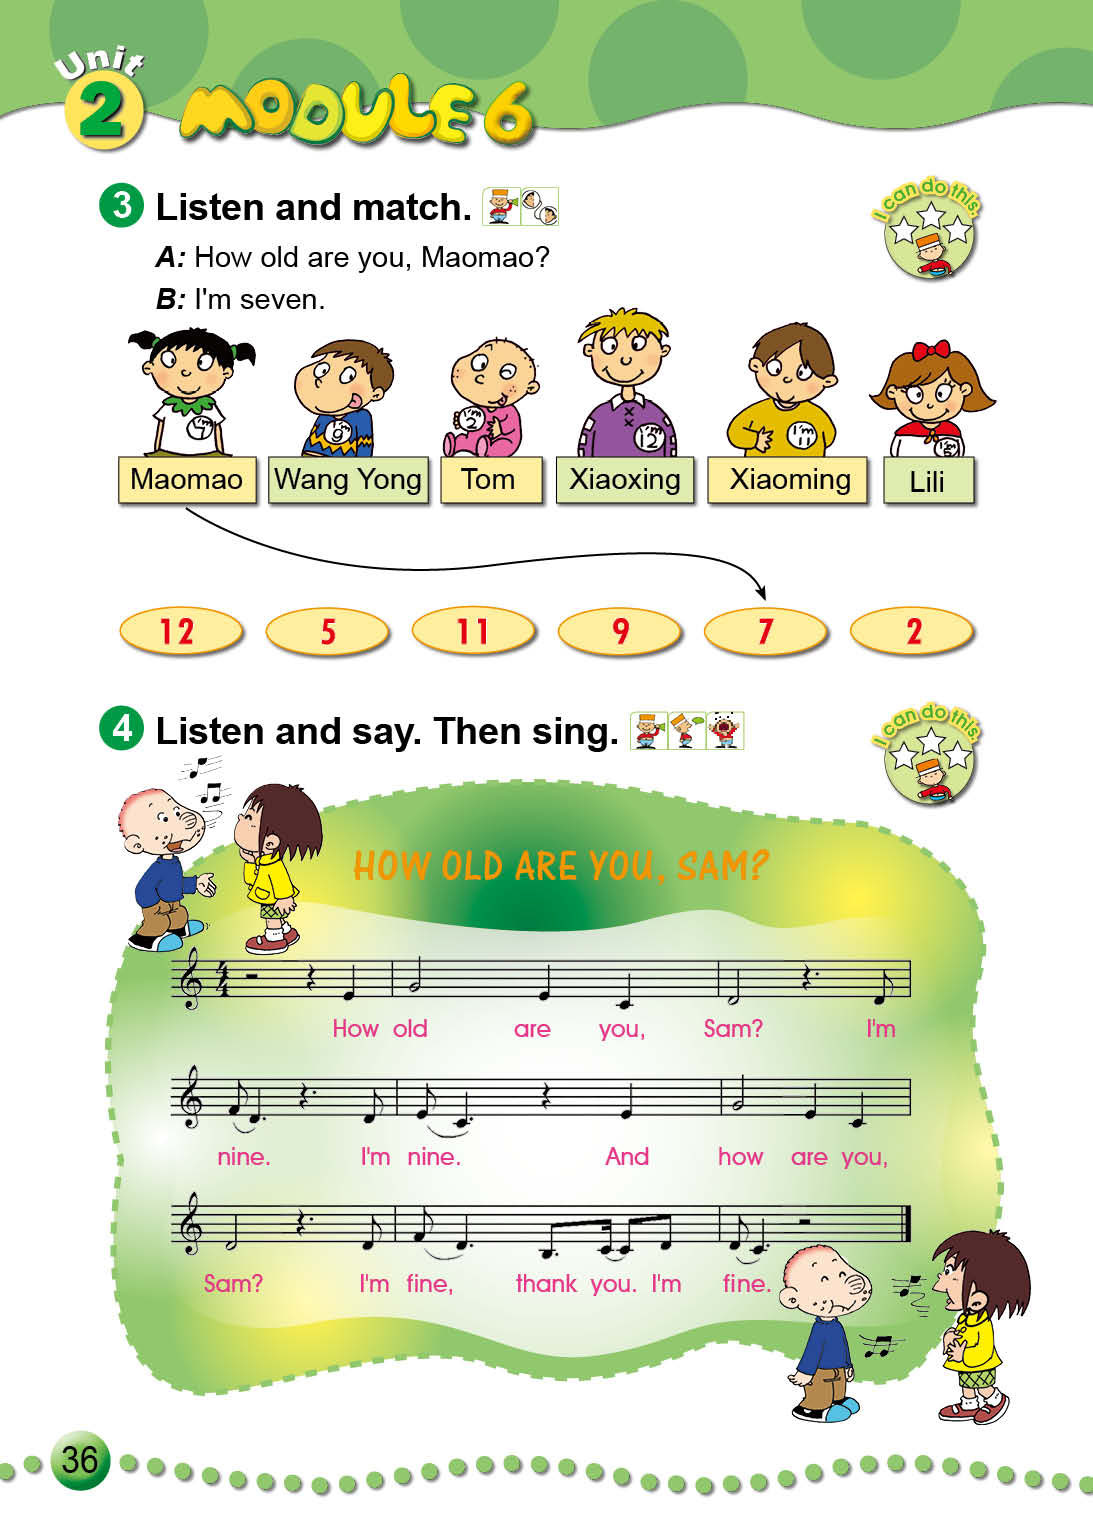 Unit
2 MODULE 6
3 Listen and match.
I can do this.
A: How old are you, Maomao?
B: I'm seven.
I'm 7
I'm 9
I'm 2
I'm 12
I'm 11
I'm 5
Maomao Wang Yong Tom Xiaoxing Xiaoming Lili
12 5 11 9 7 2
4 Listen and say. Then sing.
I can do this.
HOW OLD ARE YOU, SAM?
4
4
How old are you, Sam? I'm
nine. I'm nine. And how are you,
Sam? I'm fine, thank you. I'm fine.
36